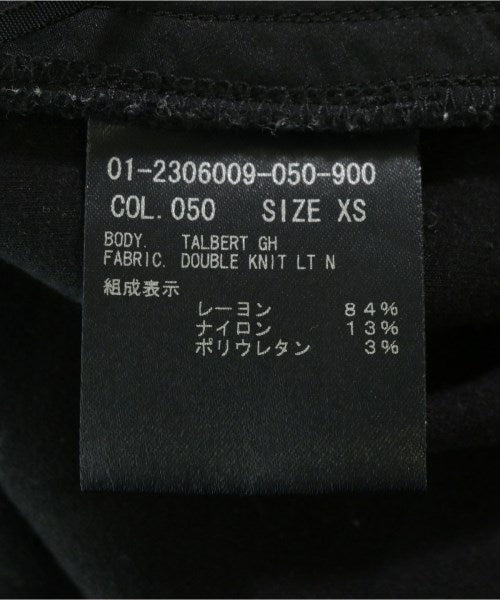 01-2306009-050-900
COL. 050 SIZE XS
BODY. TALBERT GH
FABRIC. DOUBLE KNIT LT N
組成表示
レーヨン 84%
ナイロン 13%
ポリウレタン 3%